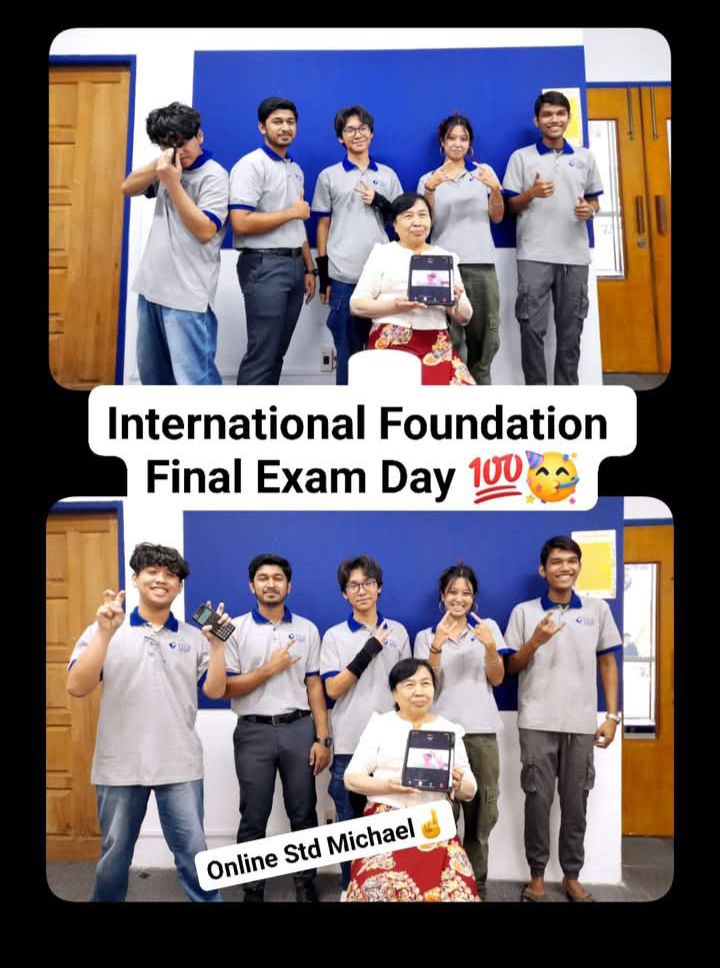 International Foundation
Final Exam Day 💯🥳
Online Std Michael ☝